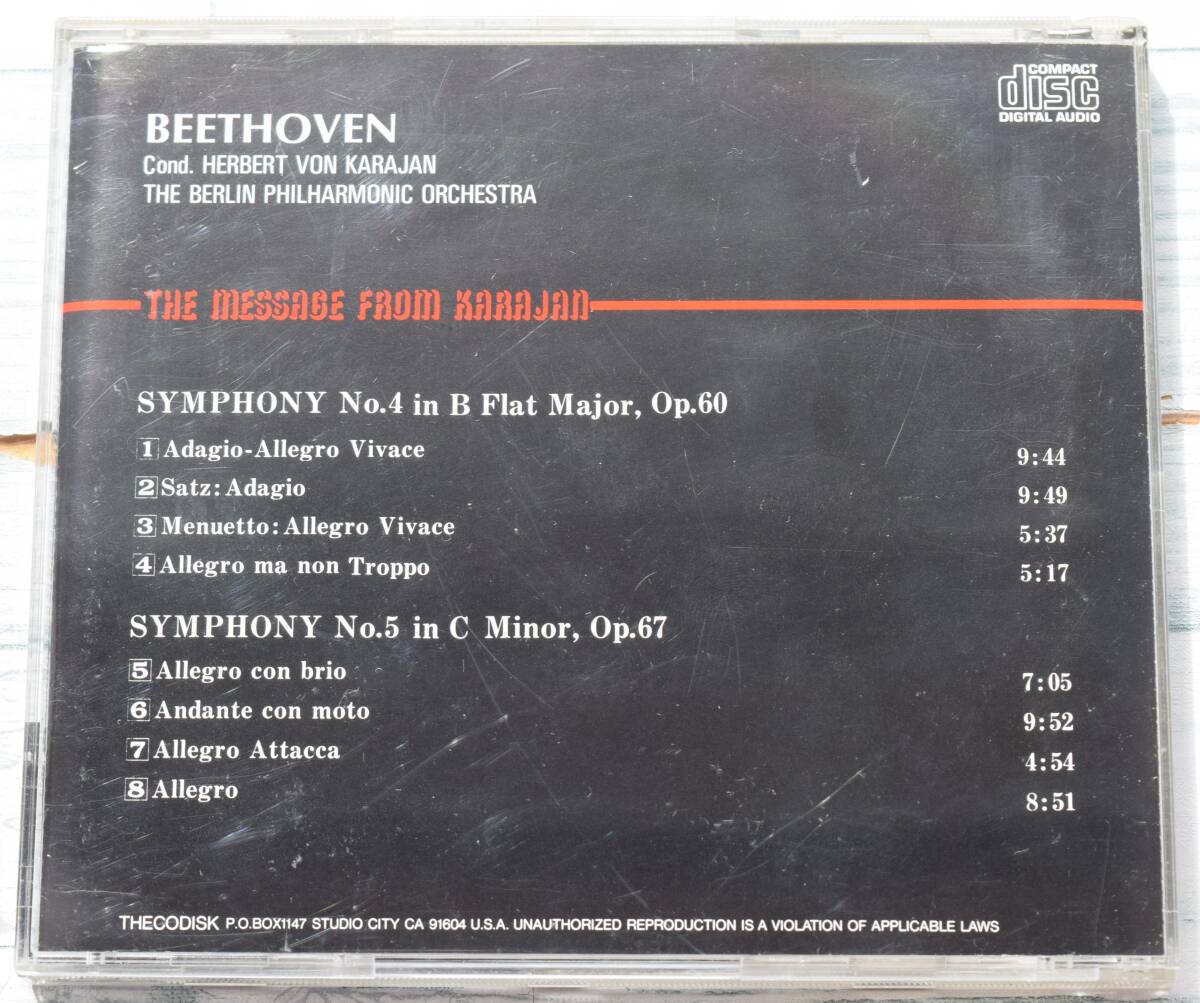 COMPACT
disc
DIGITAL AUDIO
BEETHOVEN
Cond. HERBERT VON KARAJAN
THE BERLIN PHILHARMONIC ORCHESTRA
THE MESSAGE FROM KARAJAN
SYMPHONY No.4 in B Flat Major, Op.60
1 Adagio-Allegro Vivace 9:44
2 Satz: Adagio 9:49
3 Menuetto: Allegro Vivace 5:37
4 Allegro ma non Troppo 5:17
SYMPHONY No.5 in C Minor, Op.67
5 Allegro con brio 7:05
6 Andante con moto 9:52
7 Allegro Attacca 4:54
8 Allegro 8:51
THECODISK P.O.BOX1147 STUDIO CITY CA 91604 U.S.A. UNAUTHORIZED REPRODUCTION IS A VIOLATION OF APPLICABLE LAWS